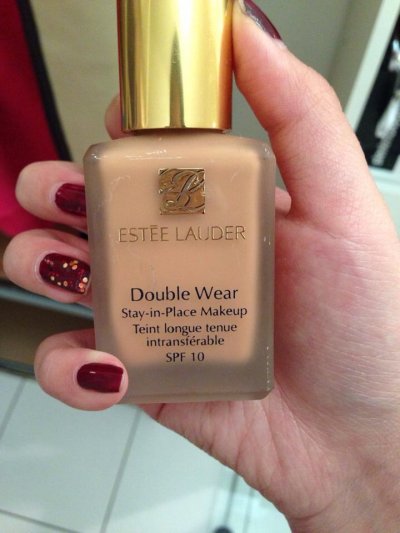 ESTĒE LAUDER
Double Wear
Stay-in-Place Makeup
Teint longue tenue
intransférable
SPF 10